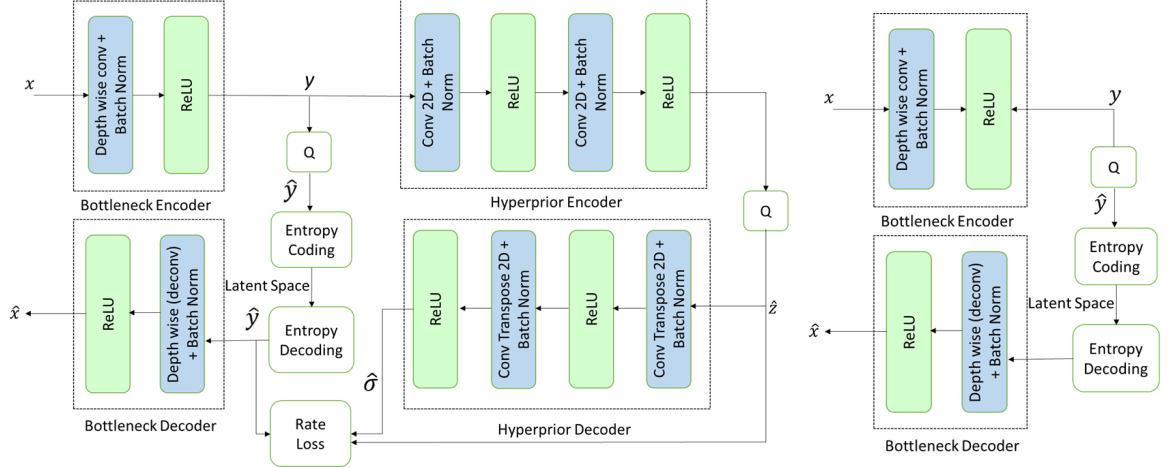 x
Depth wise conv +
Batch Norm
ReLU
Bottleneck Encoder
y
Q
ŷ
Entropy
Coding
Latent Space
Entropy
Decoding
ŷ
Depth wise (deconv)
+ Batch Norm
ReLU
x̂
Bottleneck Decoder
Conv 2D + Batch
Norm
ReLU
Conv 2D + Batch
Norm
ReLU
Hyperprior Encoder
Q
ẑ
Conv Transpose 2D +
Batch Norm
ReLU
Conv Transpose 2D +
Batch Norm
ReLU
Hyperprior Decoder
σ̂
Rate
Loss
x
Depth wise conv +
Batch Norm
ReLU
Bottleneck Encoder
y
Q
ŷ
Entropy
Coding
Latent Space
Entropy
Decoding
Depth wise (deconv)
+ Batch Norm
ReLU
x̂
Bottleneck Decoder